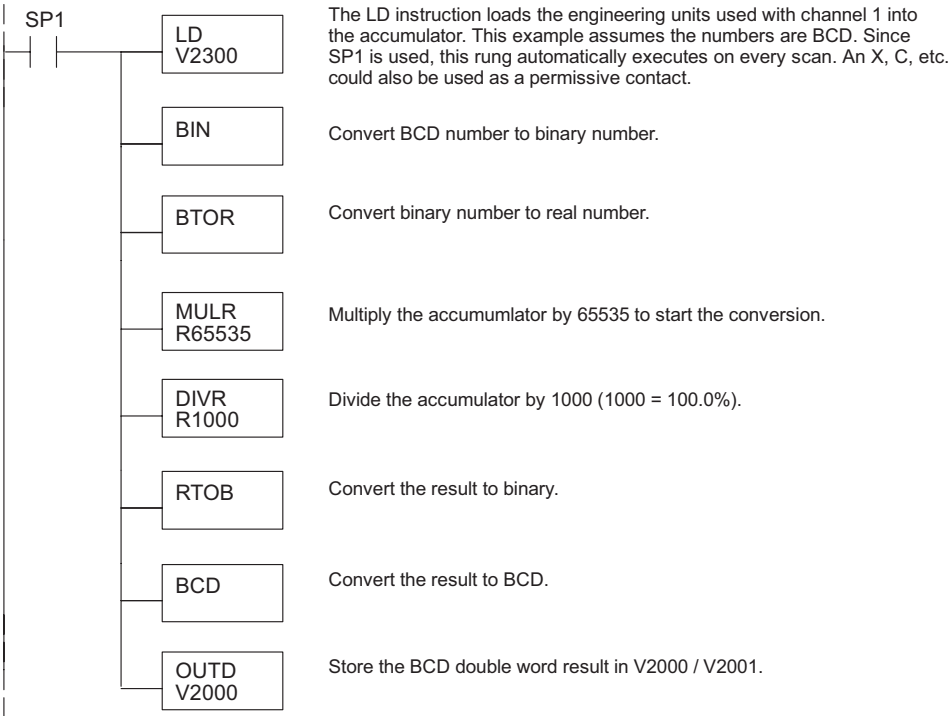 SP1
LD
V2300
The LD instruction loads the engineering units used with channel 1 into
the accumulator. This example assumes the numbers are BCD. Since
SP1 is used, this rung automatically executes on every scan. An X, C, etc.
could also be used as a permissive contact.
BIN
Convert BCD number to binary number.
BTOR
Convert binary number to real number.
MULR
R65535
Multiply the accumumlator by 65535 to start the conversion.
DIVR
R1000
Divide the accumulator by 1000 (1000 = 100.0%).
RTOB
Convert the result to binary.
BCD
Convert the result to BCD.
OUTD
V2000
Store the BCD double word result in V2000 / V2001.